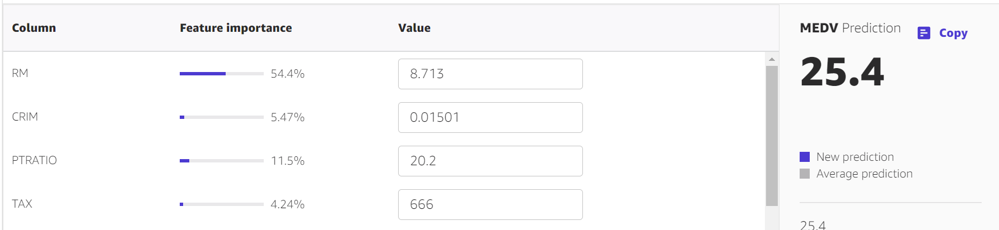 Column Feature importance Value
RM 54.4% 8.713
CRIM 5.47% 0.01501
PTRATIO 11.5% 20.2
TAX 4.24% 666
MEDV Prediction Copy
25.4
New prediction
Average prediction
25.4